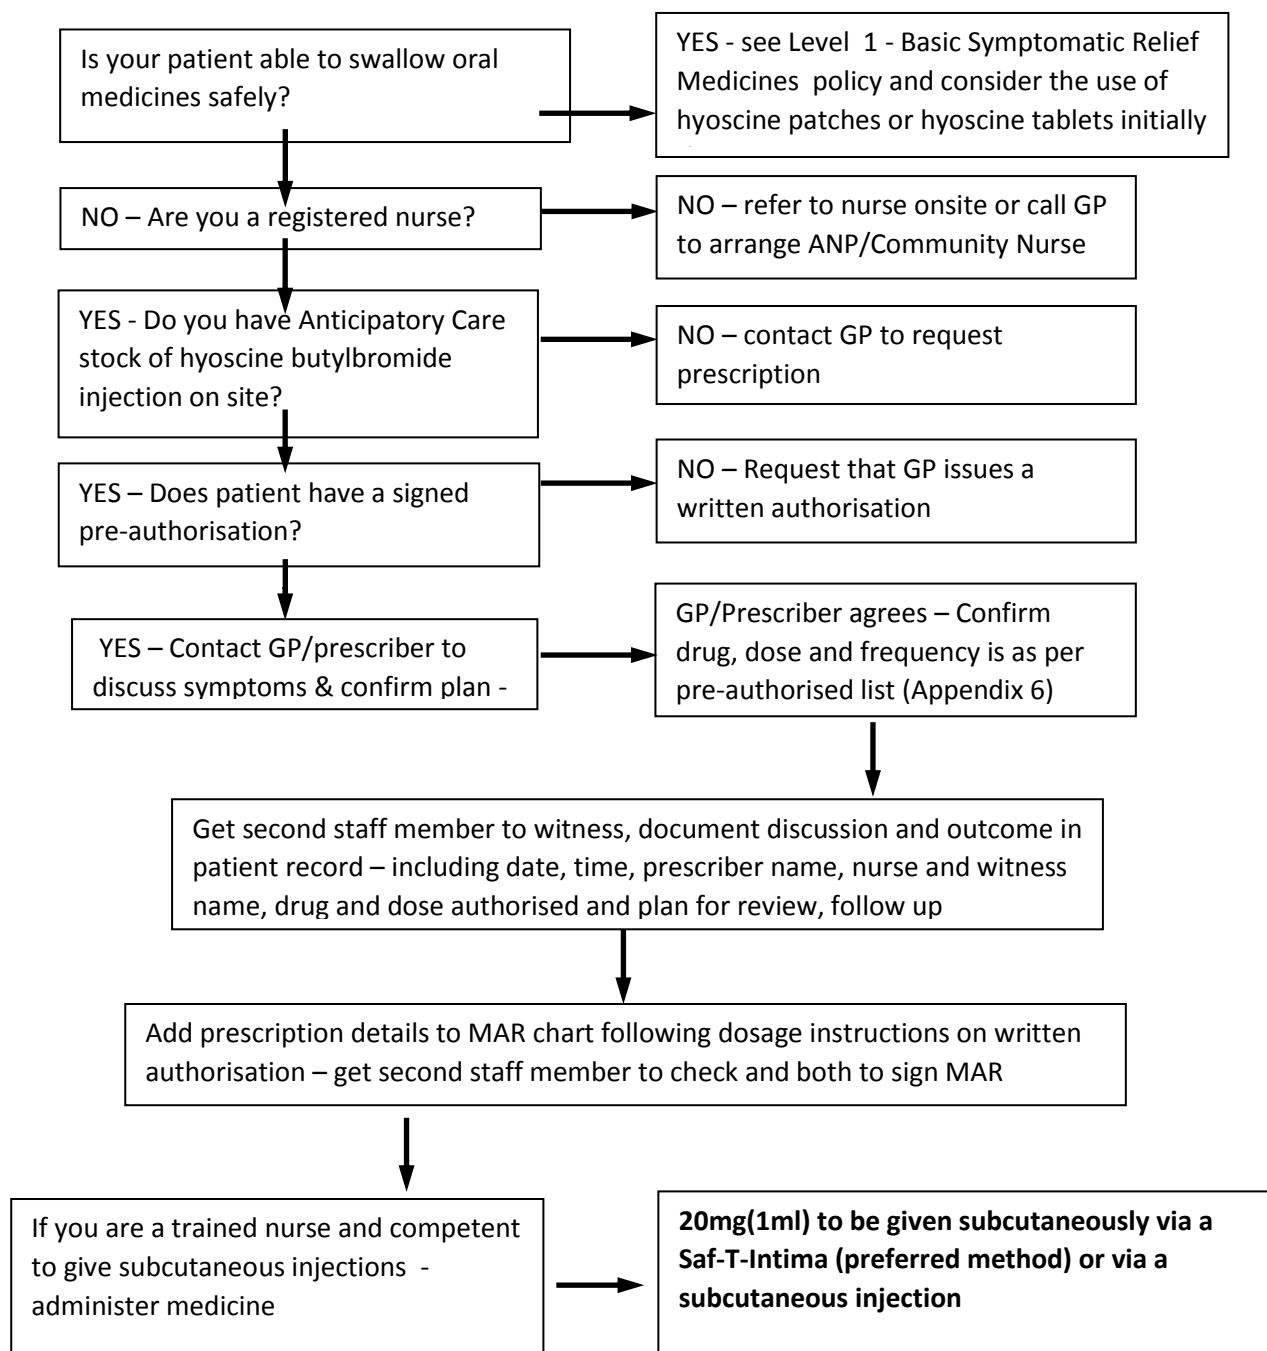 Is your patient able to swallow oral
medicines safely?
YES - see Level 1 - Basic Symptomatic Relief
Medicines policy and consider the use of
hyoscine patches or hyoscine tablets initially
NO – Are you a registered nurse?
NO – refer to nurse onsite or call GP
to arrange ANP/Community Nurse
YES - Do you have Anticipatory Care
stock of hyoscine butylbromide
injection on site?
NO – contact GP to request
prescription
YES – Does patient have a signed
pre-authorisation?
NO – Request that GP issues a
written authorisation
YES – Contact GP/prescriber to
discuss symptoms & confirm plan -
GP/Prescriber agrees – Confirm
drug, dose and frequency is as per
pre-authorised list (Appendix 6)
Get second staff member to witness, document discussion and outcome in
patient record – including date, time, prescriber name, nurse and witness
name, drug and dose authorised and plan for review, follow up
Add prescription details to MAR chart following dosage instructions on written
authorisation – get second staff member to check and both to sign MAR
If you are a trained nurse and competent
to give subcutaneous injections -
administer medicine
20mg(1ml) to be given subcutaneously via a
Saf-T-Intima (preferred method) or via a
subcutaneous injection